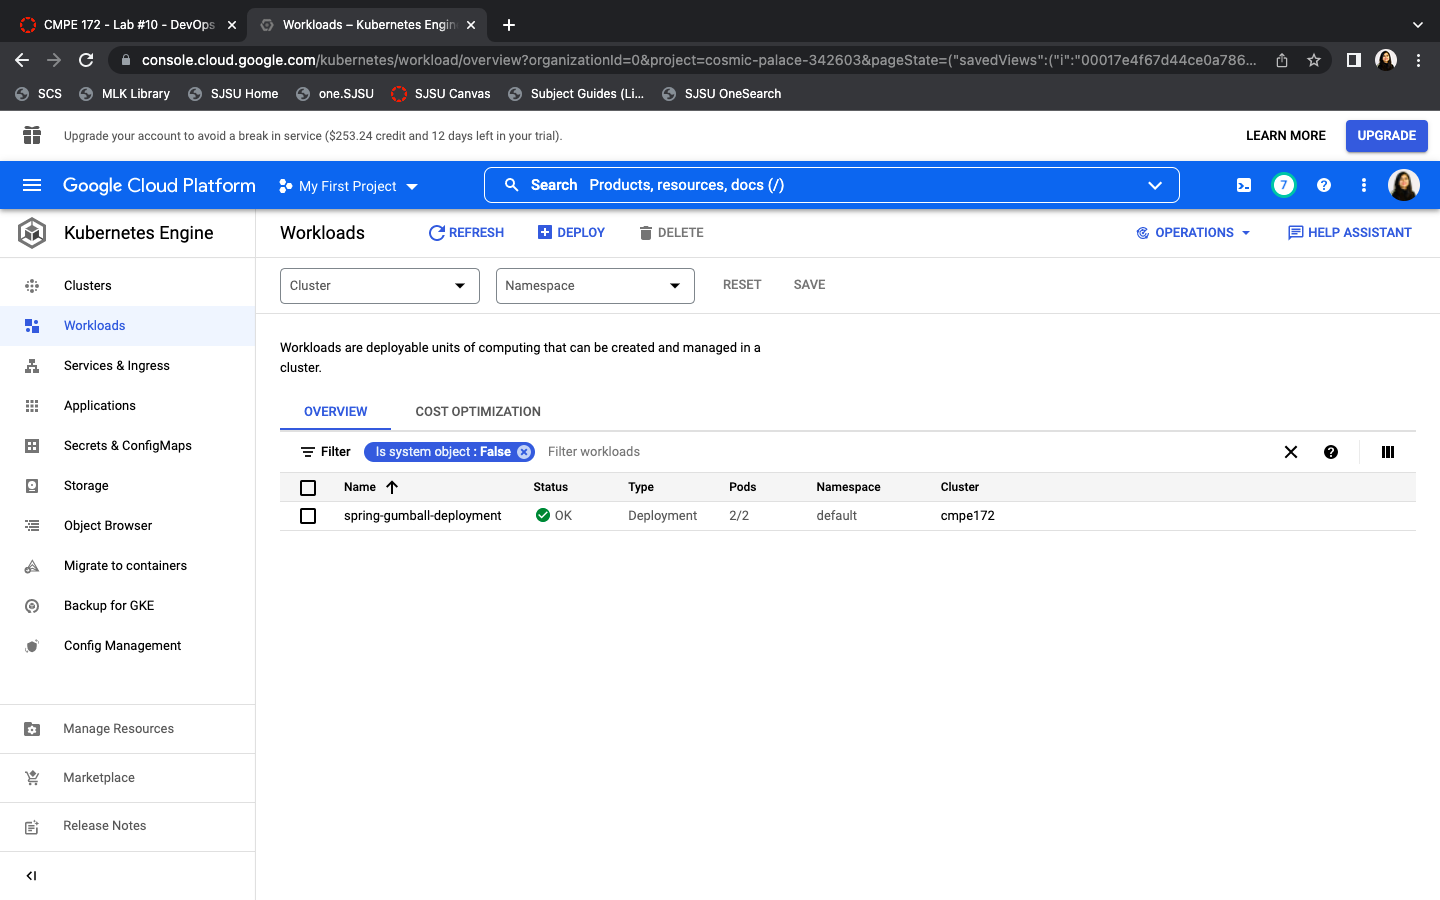 CMPE 172 - Lab #10 - DevOps
Workloads – Kubernetes Engin
console.cloud.google.com/kubernetes/workload/overview?organizationId=0&project=cosmic-palace-342603&pageState=("savedViews":("i":"00017e4f67d44ce0a786...
SCS
MLK Library
SJSU Home
one.SJSU
SJSU Canvas
Subject Guides (Li...
SJSU OneSearch
Upgrade your account to avoid a break in service ($253.24 credit and 12 days left in your trial).
LEARN MORE
UPGRADE
Google Cloud Platform
My First Project
Search Products, resources, docs (/)
7
Kubernetes Engine
Workloads
REFRESH
DEPLOY
DELETE
OPERATIONS
HELP ASSISTANT
Clusters
Workloads
Services & Ingress
Applications
Secrets & ConfigMaps
Storage
Object Browser
Migrate to containers
Backup for GKE
Config Management
Manage Resources
Marketplace
Release Notes
Cluster
Namespace
RESET
SAVE
Workloads are deployable units of computing that can be created and managed in a
cluster.
OVERVIEW
COST OPTIMIZATION
Filter
Is system object : False
Filter workloads
Name Status Type Pods Namespace Cluster
spring-gumball-deployment OK Deployment 2/2 default cmpe172